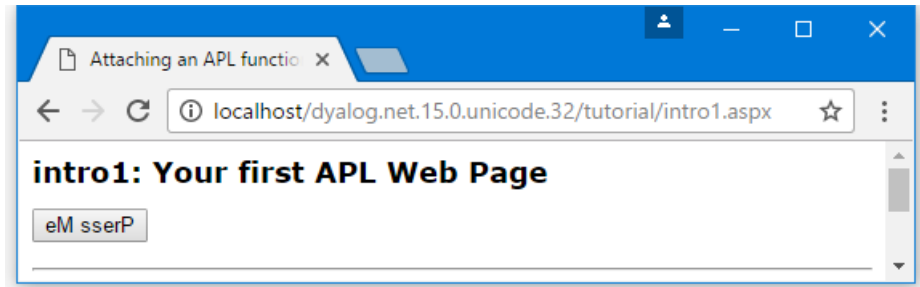 Attaching an APL functio
localhost/dyalog.net.15.0.unicode.32/tutorial/intro1.aspx
intro1: Your first APL Web Page
eM sserP